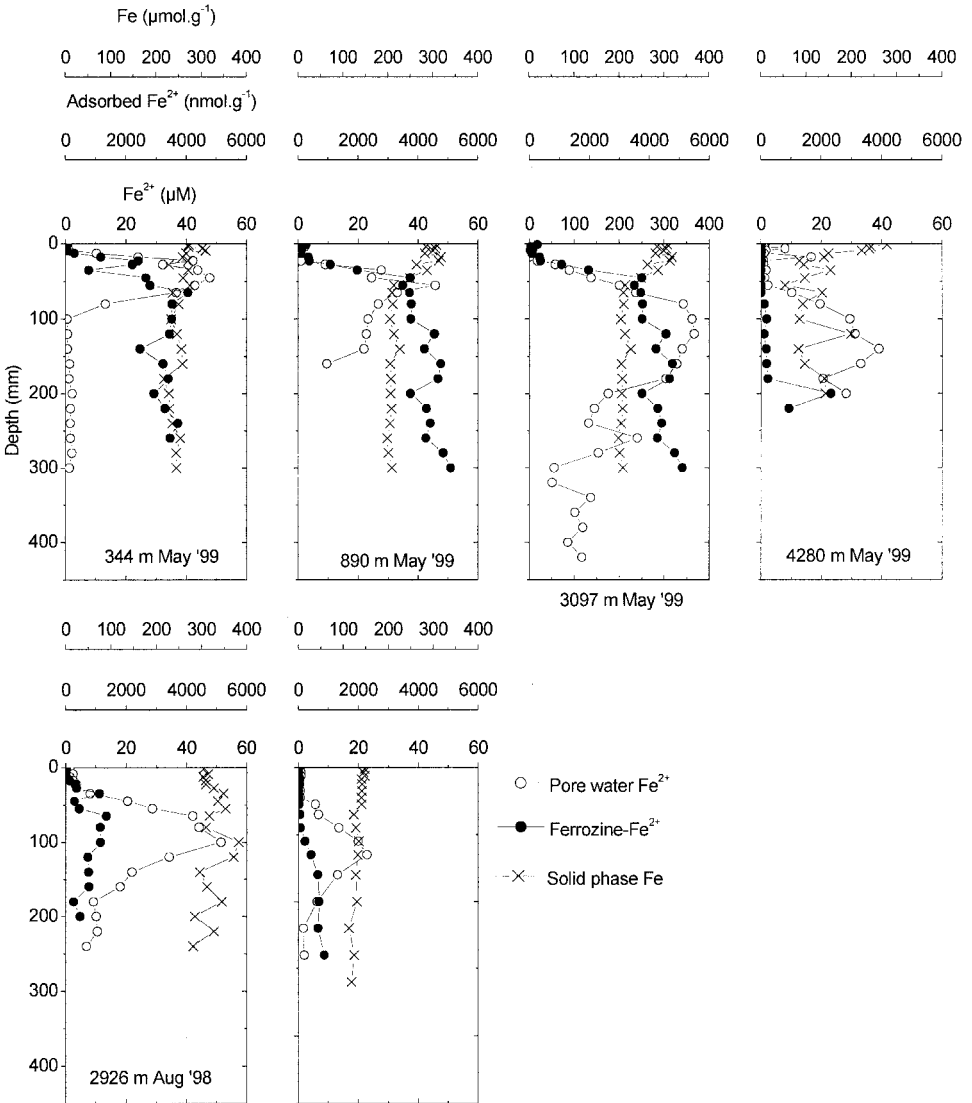 Fe (µmol.g⁻¹)
0 100 200 300 400 0 100 200 300 400 0 100 200 300 400 0 100 200 300 400
Adsorbed Fe²⁺ (nmol.g⁻¹)
0 2000 4000 6000 0 2000 4000 6000 0 2000 4000 6000 0 2000 4000 6000
Fe²⁺ (µM)
0 20 40 60 0 20 40 60 0 100 200 300 400 0 20 40 60
Depth (mm)
0
100
200
300
400
344 m May '99
890 m May '99
3097 m May '99
4280 m May '99
0 100 200 300 400 0 100 200 300 400
0 2000 4000 6000 0 2000 4000 6000
0 20 40 60 0 20 40 60
0
100
200
300
400
2926 m Aug '98
Pore water Fe²⁺
Ferrozine-Fe²⁺
Solid phase Fe